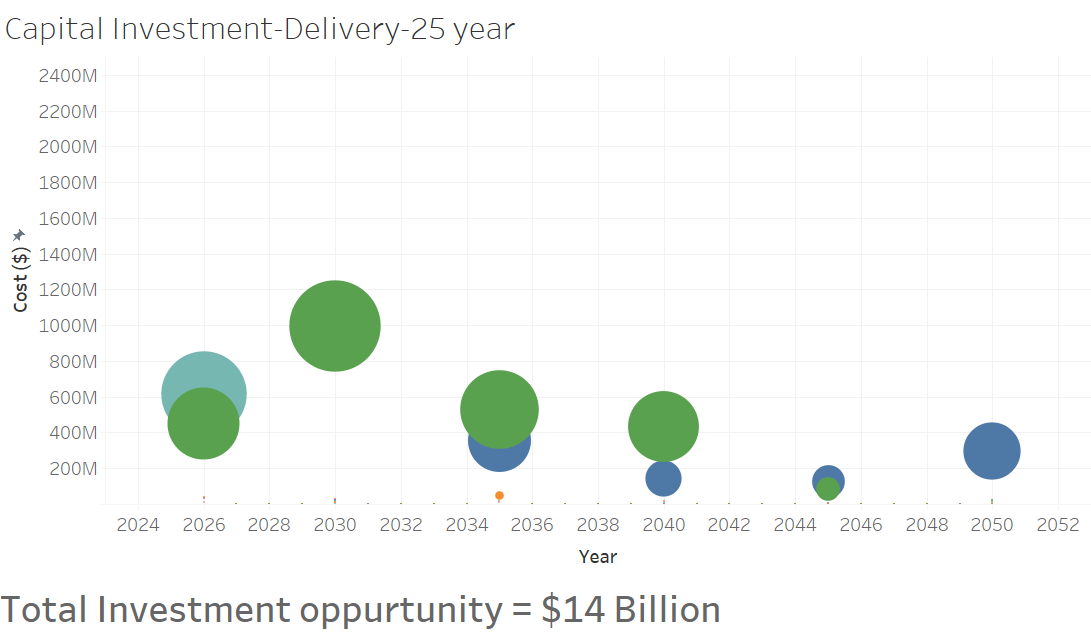 Capital Investment-Delivery-25 year
2400M
2200M
2000M
1800M
1600M
1400M
1200M
1000M
800M
600M
400M
200M
Cost ($)
2024 2026 2028 2030 2032 2034 2036 2038 2040 2042 2044 2046 2048 2050 2052
Year
Total Investment oppurtunity = $14 Billion